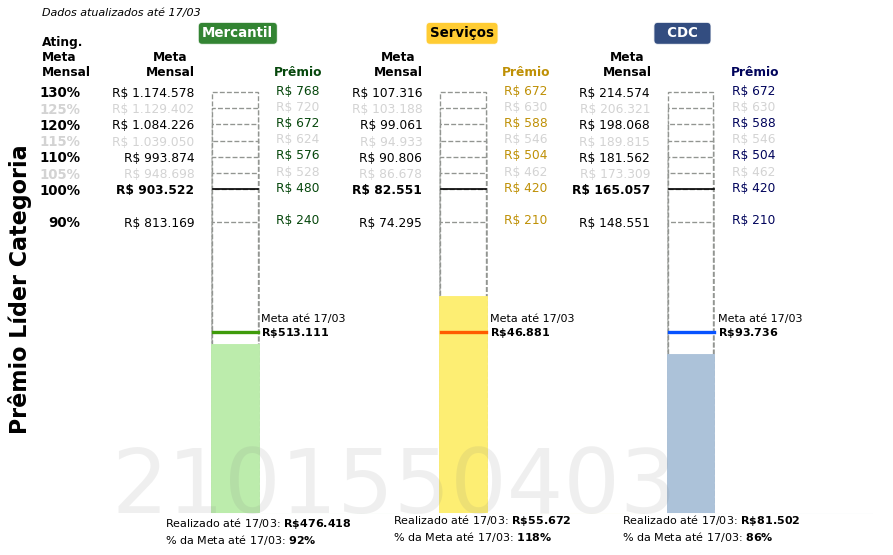 Dados atualizados até 17/03
Mercantil Serviços CDC
Ating.
Meta
Mensal
Meta
Mensal Prêmio Meta
Mensal Prêmio Meta
Mensal Prêmio
130% R$ 1.174.578 R$ 768 R$ 107.316 R$ 672 R$ 214.574 R$ 672
125% R$ 1.129.402 R$ 720 R$ 103.188 R$ 630 R$ 206.321 R$ 630
120% R$ 1.084.226 R$ 672 R$ 99.061 R$ 588 R$ 198.068 R$ 588
115% R$ 1.039.050 R$ 624 R$ 94.933 R$ 546 R$ 189.815 R$ 546
110% R$ 993.874 R$ 576 R$ 90.806 R$ 504 R$ 181.562 R$ 504
105% R$ 948.698 R$ 528 R$ 86.678 R$ 462 R$ 173.309 R$ 462
100% R$ 903.522 R$ 480 R$ 82.551 R$ 420 R$ 165.057 R$ 420
90% R$ 813.169 R$ 240 R$ 74.295 R$ 210 R$ 148.551 R$ 210
Prêmio Líder Categoria
Meta até 17/03 Meta até 17/03 Meta até 17/03
R$513.111 R$46.881 R$93.736
2101550403
Realizado até 17/03: R$476.418 Realizado até 17/03: R$55.672 Realizado até 17/03: R$81.502
% da Meta até 17/03: 92% % da Meta até 17/03: 118% % da Meta até 17/03: 86%